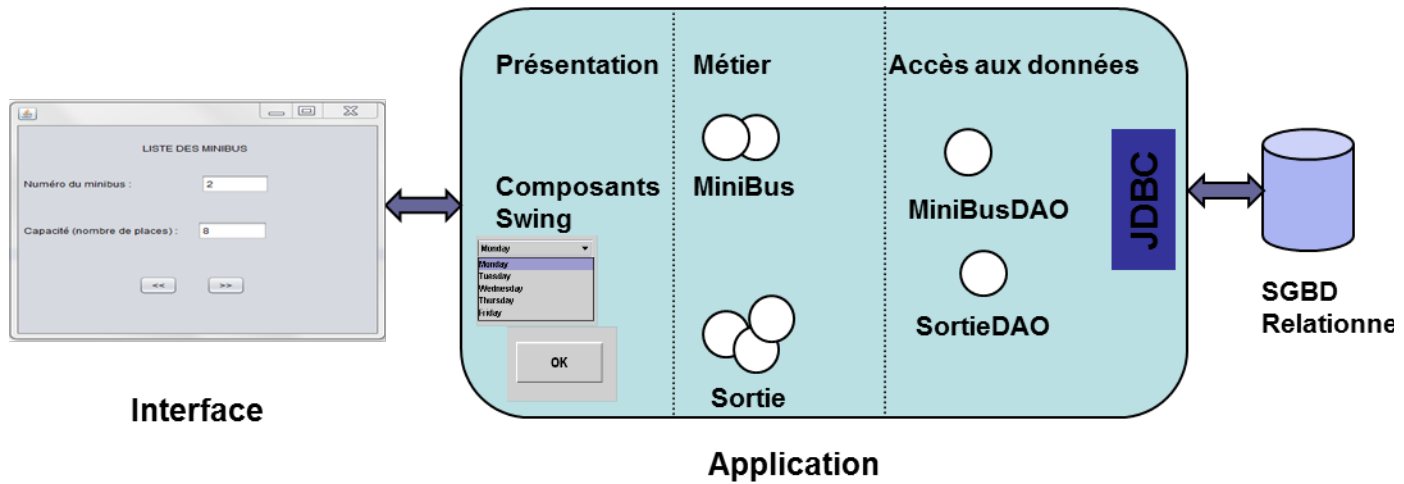 LISTE DES MINIBUS
Numéro du minibus :
2
Capacité (nombre de places) :
8
<<
>>
Interface
Présentation
Composants
Swing
Monday
Monday
Tuesday
Wednesday
Thursday
Friday
OK
Métier
MiniBus
Sortie
Accès aux données
MiniBusDAO
SortieDAO
JDBC
Application
SGBD
Relationne